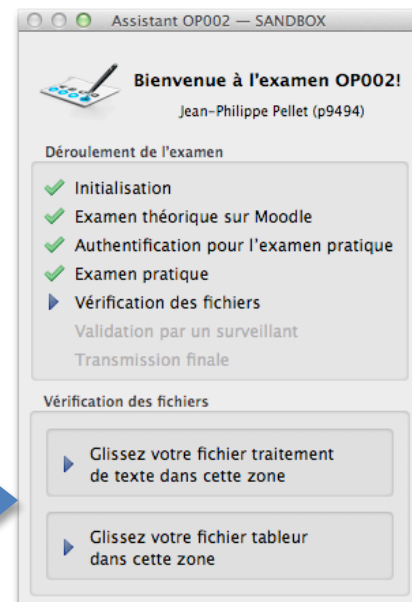 Assistant OP002 — SANDBOX
Bienvenue à l'examen OP002!
Jean-Philippe Pellet (p9494)
Déroulement de l'examen
Initialisation
Examen théorique sur Moodle
Authentification pour l'examen pratique
Examen pratique
Vérification des fichiers
Validation par un surveillant
Transmission finale
Vérification des fichiers
Glissez votre fichier traitement
de texte dans cette zone
Glissez votre fichier tableur
dans cette zone